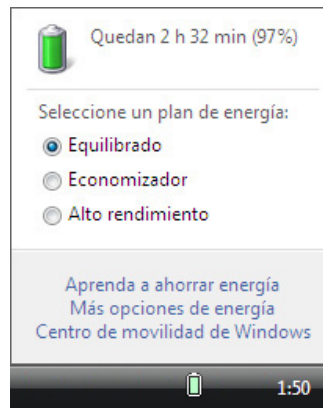 Quedan 2 h 32 min (97%)
Seleccione un plan de energía:
Equilibrado
Economizador
Alto rendimiento
Aprenda a ahorrar energía
Más opciones de energía
Centro de movilidad de Windows
1:50